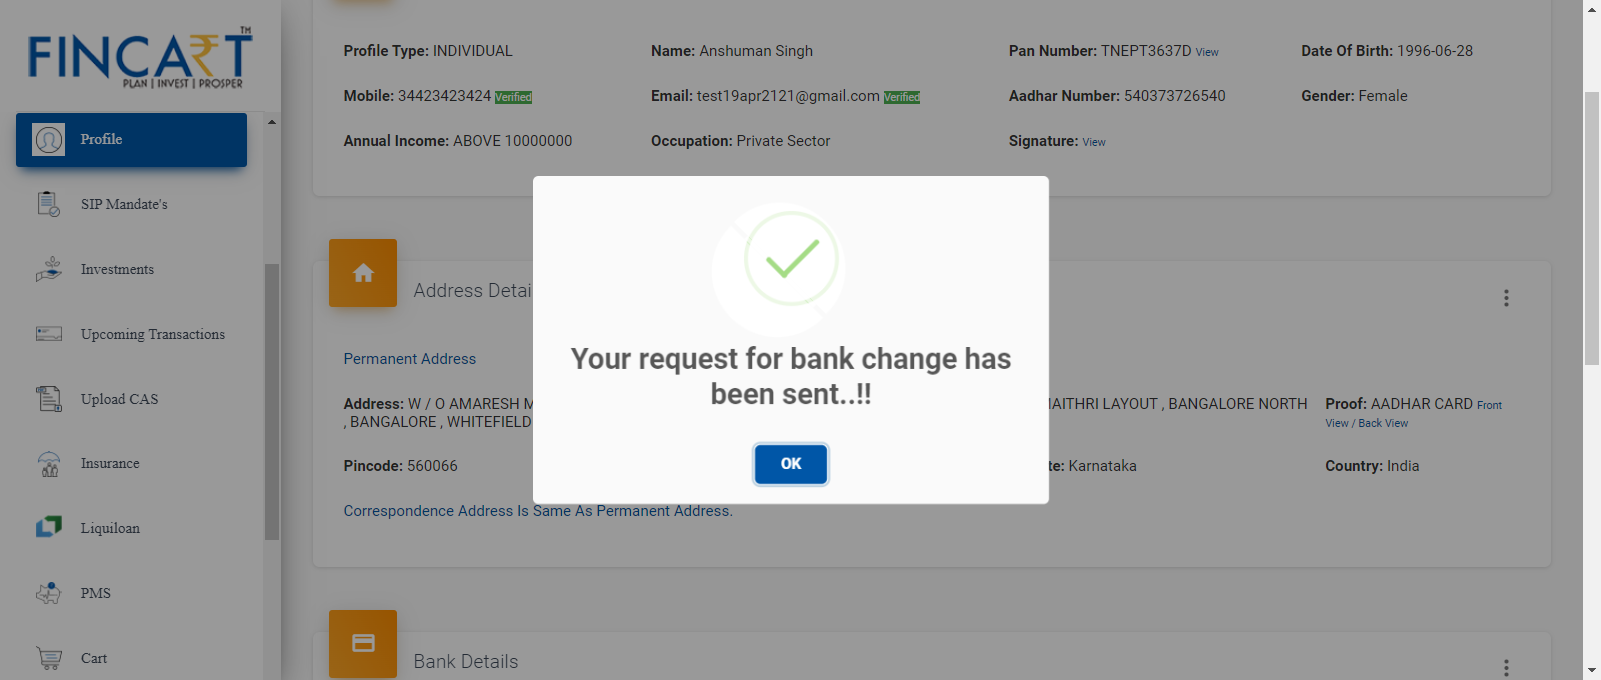 FINCART TM
PLAN | INVEST | PROSPER
Profile
SIP Mandate's
Investments
Upcoming Transactions
Upload CAS
Insurance
Liquiloan
PMS
Cart
Profile Type: INDIVIDUAL
Name: Anshuman Singh
Pan Number: TNEPT3637D View
Date Of Birth: 1996-06-28
Mobile: 34423423424 Verified
Email: test19apr2121@gmail.com Verified
Aadhar Number: 540373726540
Gender: Female
Annual Income: ABOVE 10000000
Occupation: Private Sector
Signature: View
Address Detai
Permanent Address
Address: W / O AMARESH M
, BANGALORE , WHITEFIELD
AITHRI LAYOUT , BANGALORE NORTH
Proof: AADHAR CARD Front
View / Back View
Pincode: 560066
te: Karnataka
Country: India
Correspondence Address Is Same As Permanent Address.
Your request for bank change has
been sent..!!
OK
Bank Details